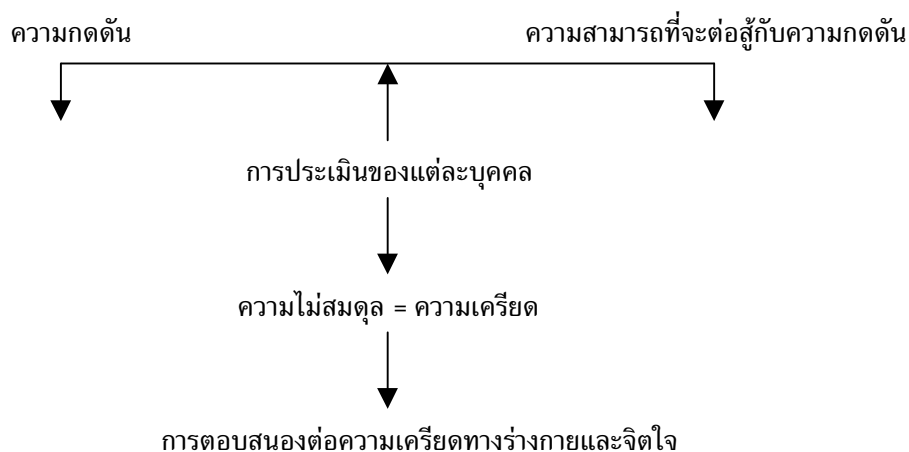 ความกดดัน
ความสามารถที่จะต่อสู้กับความกดดัน
การประเมินของแต่ละบุคคล
ความไม่สมดุล = ความเครียด
การตอบสนองต่อความเครียดทางร่างกายและจิตใจ